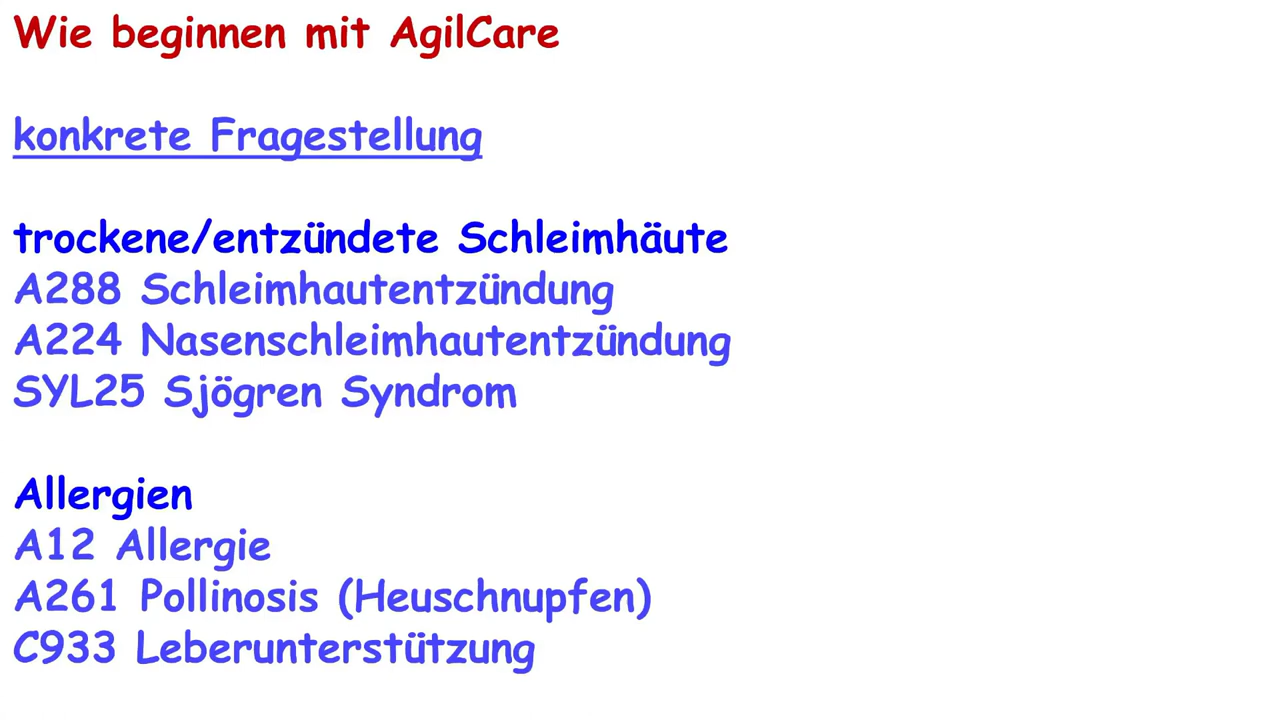 Wie beginnen mit AgilCare
konkrete Fragestellung
trockene/entzündete Schleimhäute
A288 Schleimhautentzündung
A224 Nasenschleimhautentzündung
SYL25 Sjögren Syndrom
Allergien
A12 Allergie
A261 Pollinosis (Heuschnupfen)
C933 Leberunterstützung